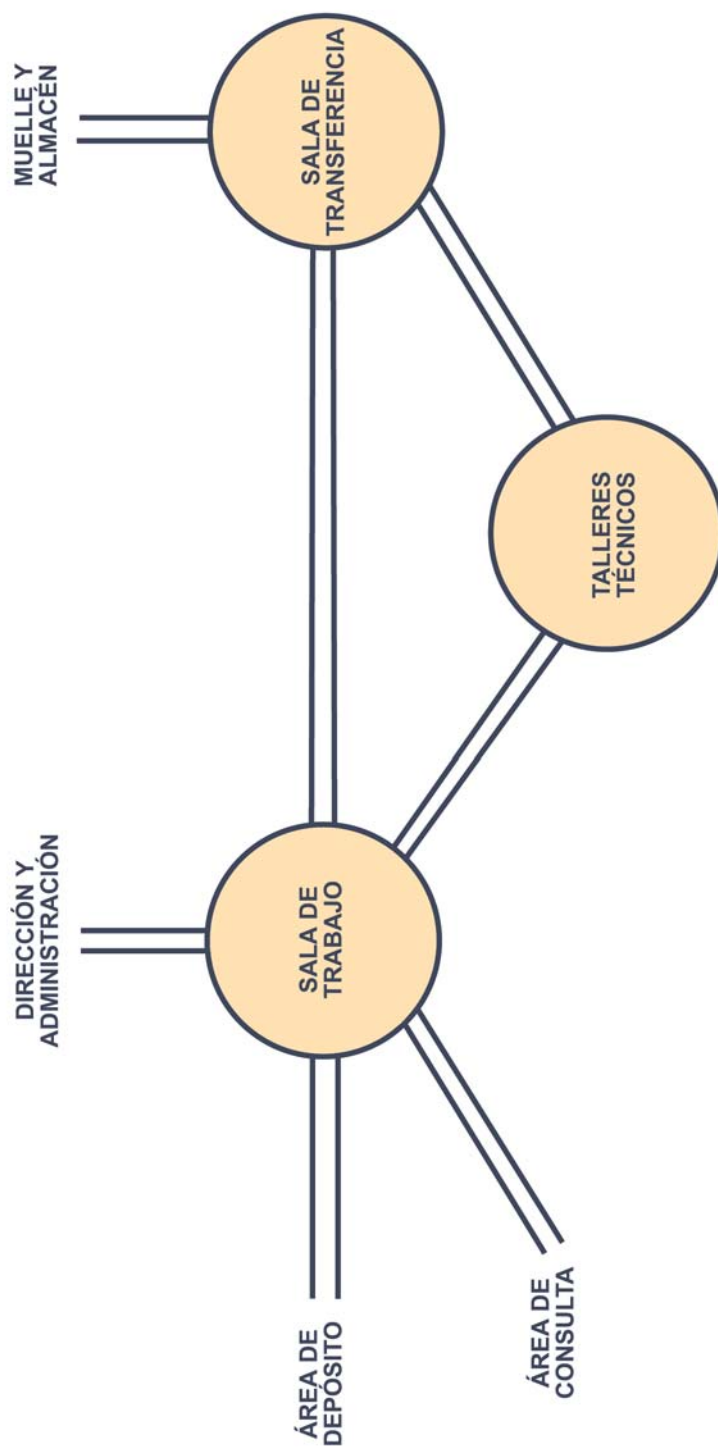 DIRECCIÓN Y
ADMINISTRACIÓN
MUELLE Y
ALMACÉN
ÁREA DE
DEPÓSITO
SALA DE
TRABAJO
SALA DE
TRANSFERENCIA
ÁREA DE
CONSULTA
TALLERES
TÉCNICOS